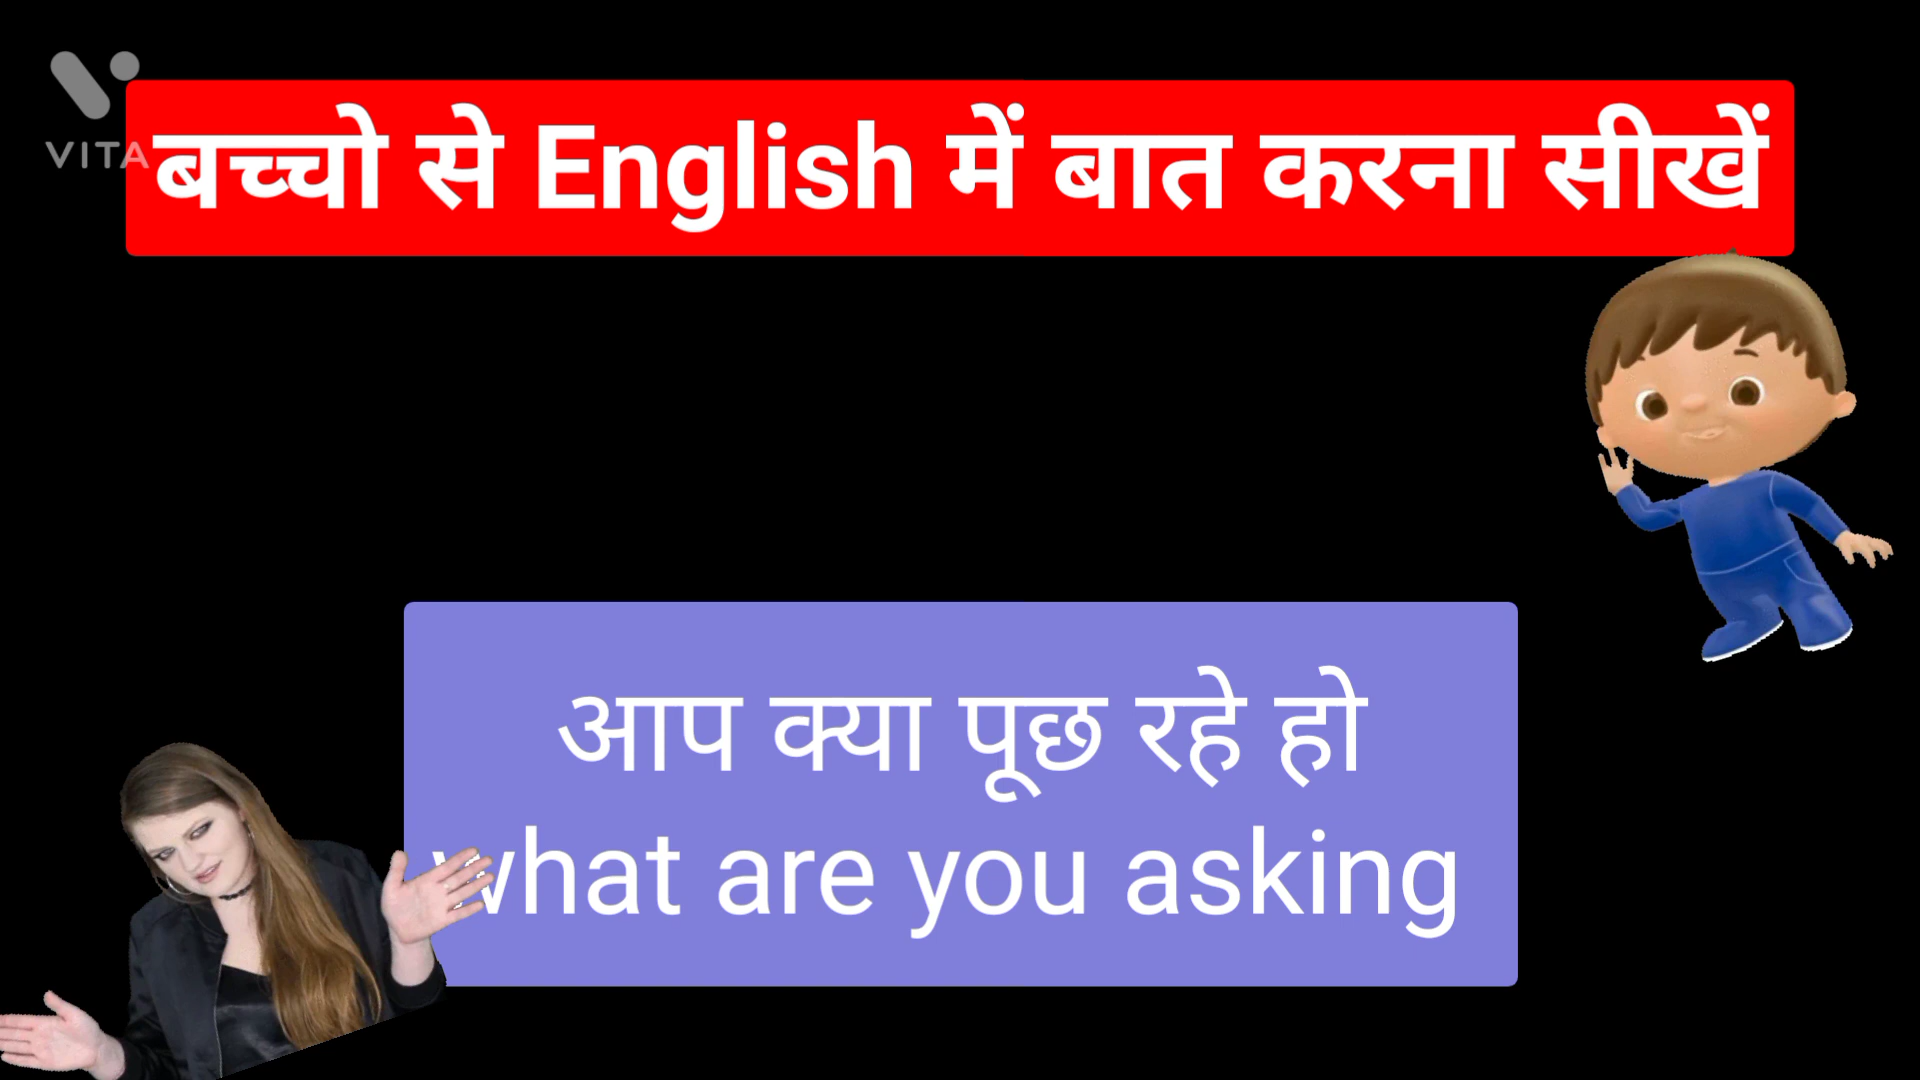 VITA
बच्चो से English में बात करना सीखें
आप क्या पूछ रहे हो
what are you asking